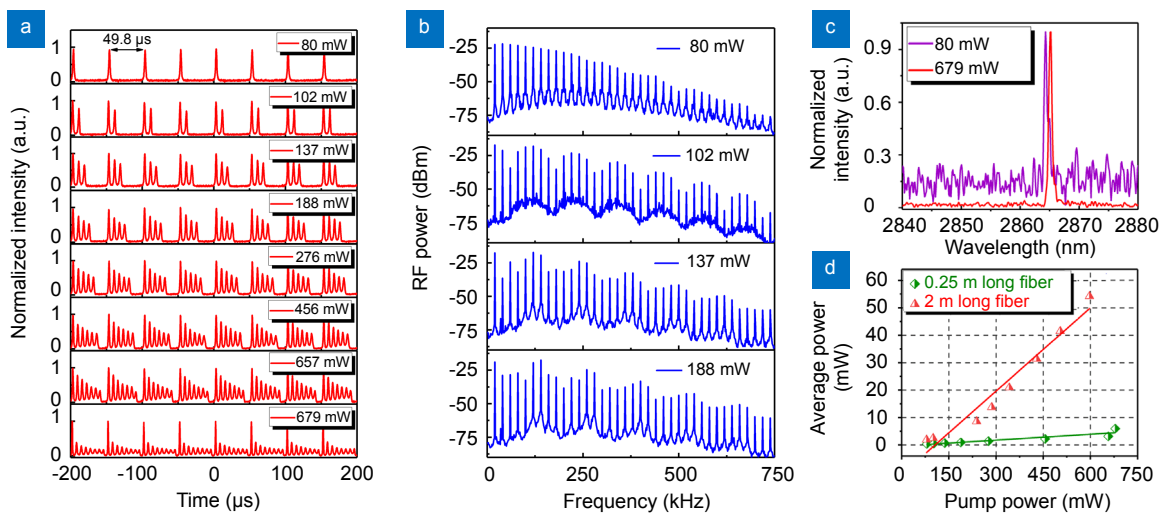 a
49.8 µs
Normalized intensity (a.u.)
1
0
80 mW
1
0
102 mW
1
0
137 mW
1
0
188 mW
1
0
276 mW
1
0
456 mW
1
0
657 mW
1
0
679 mW
-200 -100 0 100 200
Time (µs)
b
RF power (dBm)
-25
-50
-75
80 mW
-25
-50
-75
102 mW
-25
-50
-75
137 mW
-25
-50
-75
188 mW
0 250 500 750
Frequency (kHz)
c
Normalized
intensity (a.u.)
0.9
0.6
0.3
0
80 mW
679 mW
2840 2850 2860 2870 2880
Wavelength (nm)
d
Average power
(mW)
60
50
40
30
20
10
0
0.25 m long fiber
2 m long fiber
0 150 300 450 600 750
Pump power (mW)